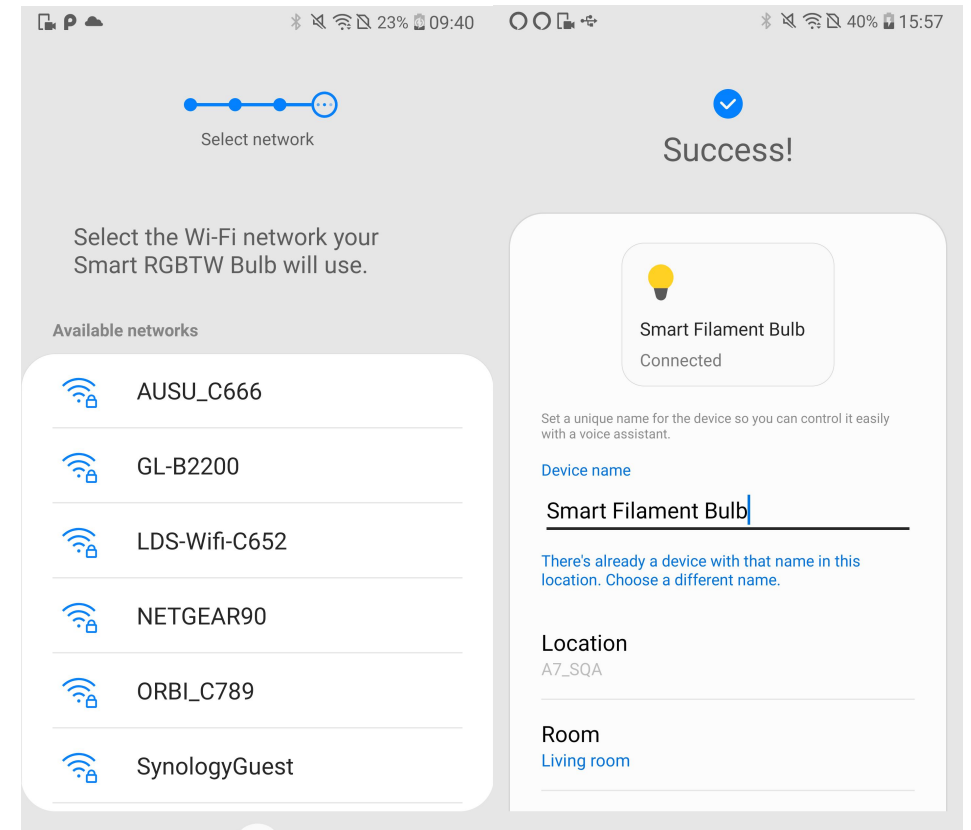 23% 09:40
Select network
Select the Wi-Fi network your
Smart RGBTW Bulb will use.
Available networks
AUSU_C666
GL-B2200
LDS-Wifi-C652
NETGEAR90
ORBI_C789
SynologyGuest
40% 15:57
Success!
Smart Filament Bulb
Connected
Set a unique name for the device so you can control it easily
with a voice assistant.
Device name
Smart Filament Bulb
There's already a device with that name in this
location. Choose a different name.
Location
A7_SQA
Room
Living room